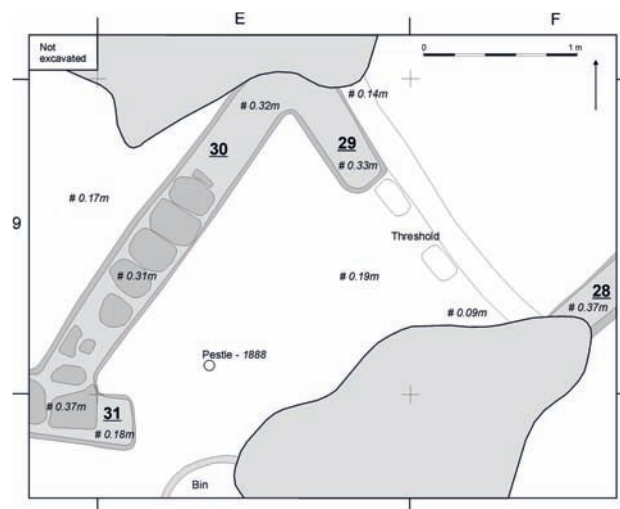 E
F
Not
excavated
0
1 m
# 0.14m
# 0.32m
30
29
# 0.33m
# 0.17m
9
Threshold
# 0.31m
# 0.19m
28
# 0.37m
# 0.09m
Pestle - 1888
# 0.37m
31
# 0.18m
Bin